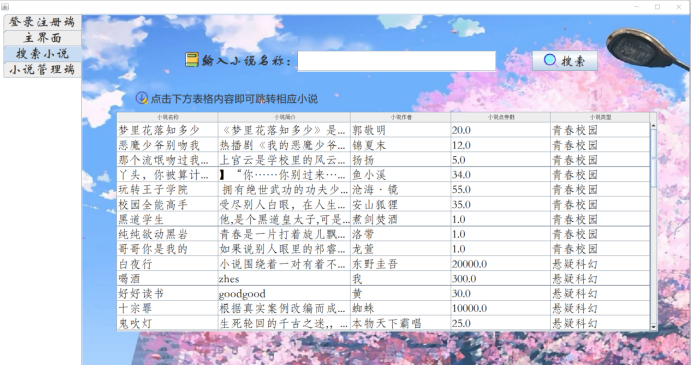 登录注册端
主界面
搜索小说
小说管理端
输入小说名称：
搜索
点击下方表格内容即可跳转相应小说
小说名称 小说简介 小说作者 小说点券数 小说类型
梦里花落知多少 《梦里花落知多少》是... 郭敬明 20.0 青春校园
恶魔少爷别吻我 热播剧《我的恶魔少爷... 锦夏末 12.0 青春校园
那个流氓吻过我... 上官云是学校里的风云... 扬扬 5.0 青春校园
丫头，你被算计... 】 “你……你别过来…... 鱼小溪 34.0 青春校园
玩转王子学院 拥有绝世武功的功夫少... 沧海·镜 55.0 青春校园
校园全能高手 受尽别人白眼，在人生... 安山狐狸 35.0 青春校园
黑道学生 他,是个黑道皇太子,可是... 煮剑焚酒 1.0 青春校园
纯纯欲动黑岩 青春是一片打着旋儿飘... 洛带 1.0 青春校园
哥哥你是我的 如果说别人眼里的祁睿... 龙萱 1.0 青春校园
白夜行 小说围绕着一对有着不... 东野圭吾 20000.0 悬疑科幻
喝酒 zhes 我 300.0 悬疑科幻
好好读书 goodgood 黄 30.0 悬疑科幻
十宗罪 根据真实案例改编而成... 蜘蛛 10000.0 悬疑科幻
鬼吹灯 生死轮回的千古之谜,，... 本物天下霸唱 25.0 悬疑科幻